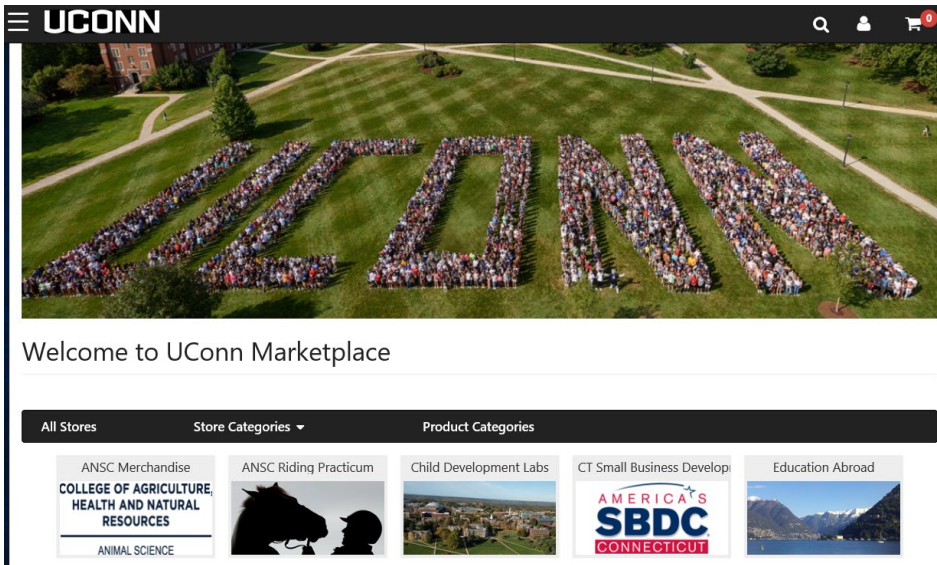 UCONN
0
UCONN
Welcome to UConn Marketplace
All Stores
Store Categories
Product Categories
ANSC Merchandise
ANSC Riding Practicum
Child Development Labs
CT Small Business Develop
Education Abroad
COLLEGE OF AGRICULTURE,
HEALTH AND NATURAL
RESOURCES
ANIMAL SCIENCE
AMERICA'S
SBDC
CONNECTICUT